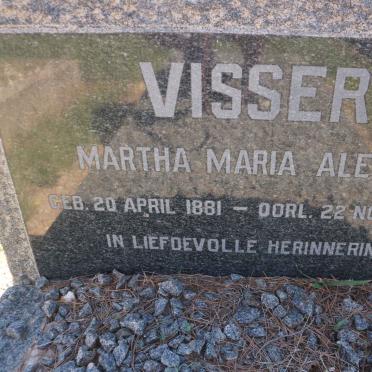 VISSER
MARTHA MARIA ALE
GEB. 20 APRIL 1881 — OORL. 22 NO
IN LIEFDEVOLLE HERINNERIN